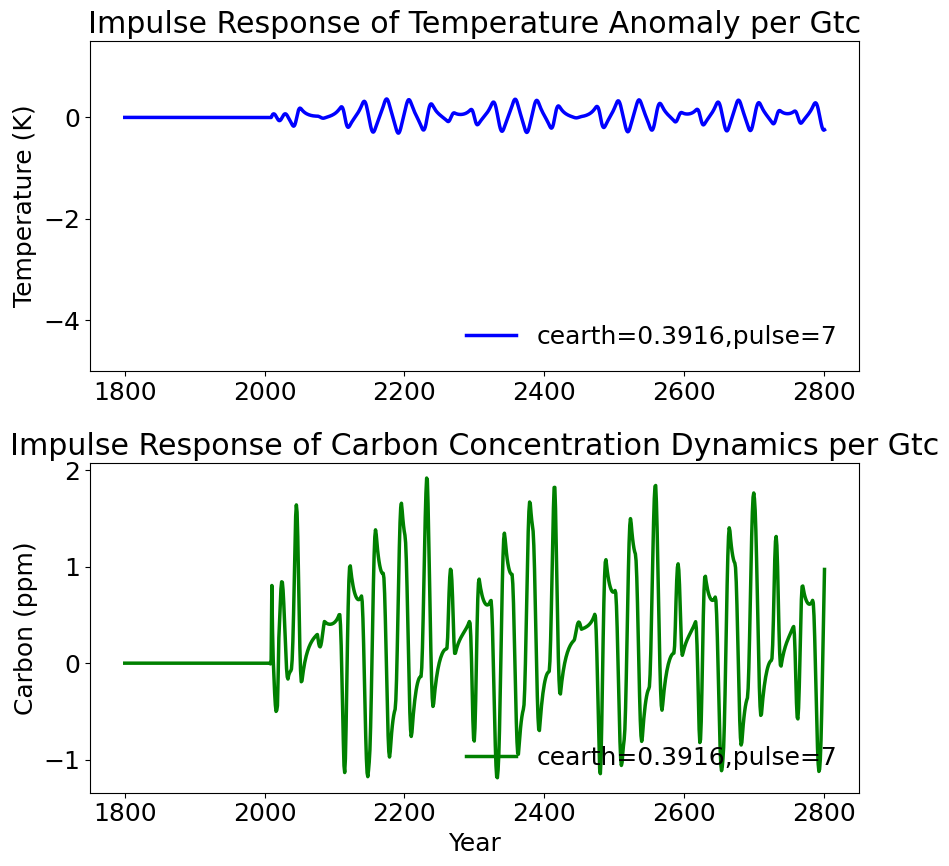 Impulse Response of Temperature Anomaly per Gtc
Temperature (K)
0
−2
−4
cearth=0.3916,pulse=7
1800 2000 2200 2400 2600 2800
Impulse Response of Carbon Concentration Dynamics per Gtc
Carbon (ppm)
2
1
0
−1
cearth=0.3916,pulse=7
1800 2000 2200 2400 2600 2800
Year